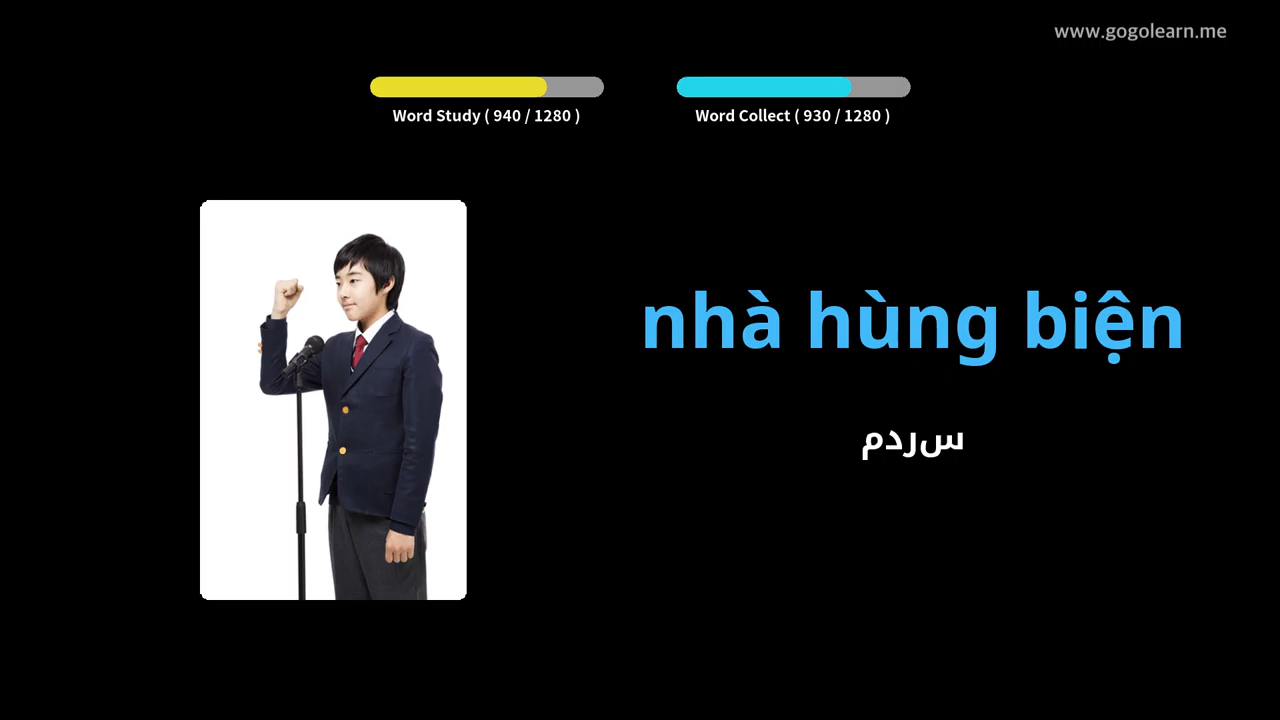 www.gogolearn.me
Word Study ( 940 / 1280 )
Word Collect ( 930 / 1280 )
nhà hùng biện
سردم